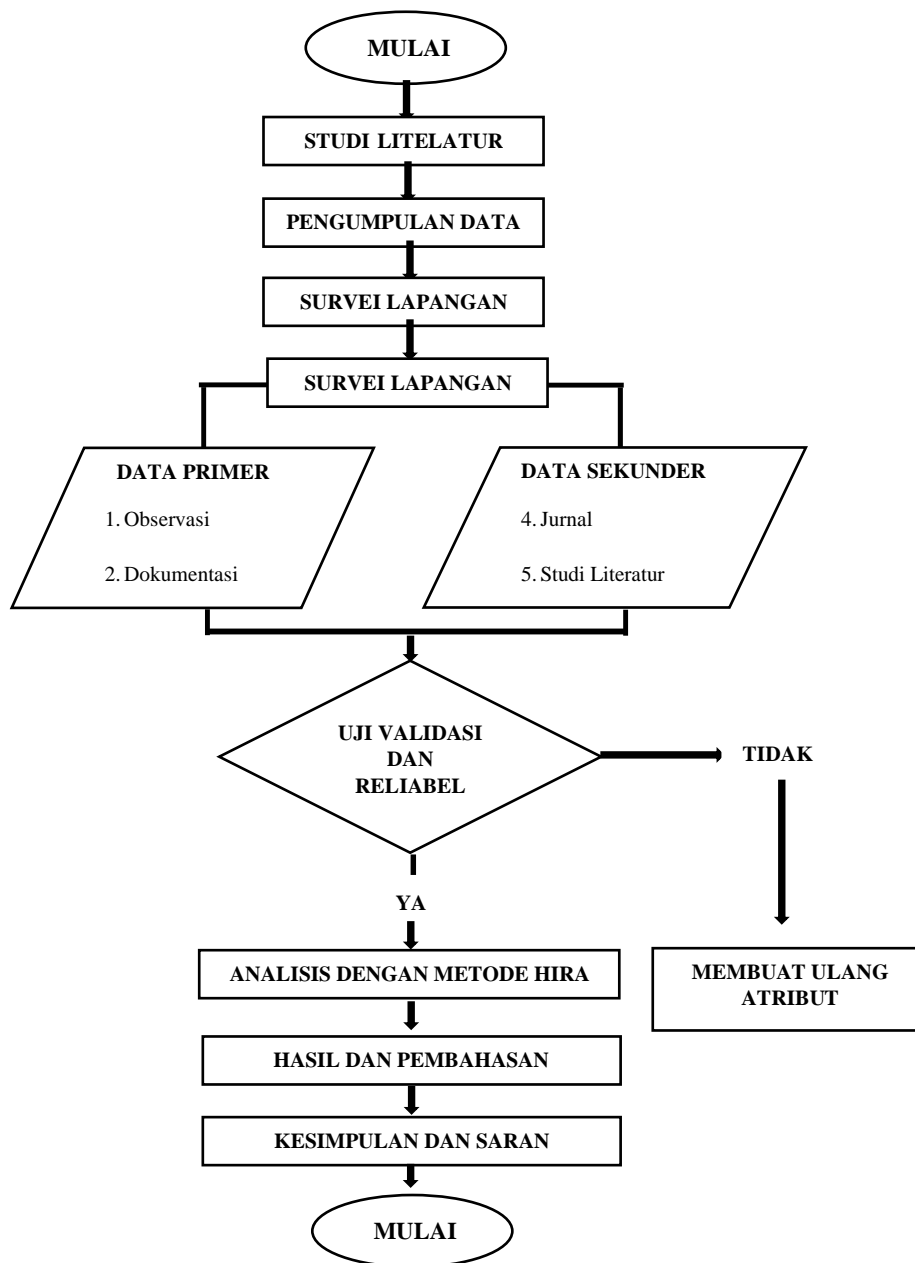 MULAI
STUDI LITELATUR
PENGUMPULAN DATA
SURVEI LAPANGAN
SURVEI LAPANGAN
DATA PRIMER
1. Observasi
2. Dokumentasi
DATA SEKUNDER
4. Jurnal
5. Studi Literatur
UJI VALIDASI
DAN
RELIABEL
TIDAK
YA
ANALISIS DENGAN METODE HIRA
MEMBUAT ULANG
ATRIBUT
HASIL DAN PEMBAHASAN
KESIMPULAN DAN SARAN
MULAI